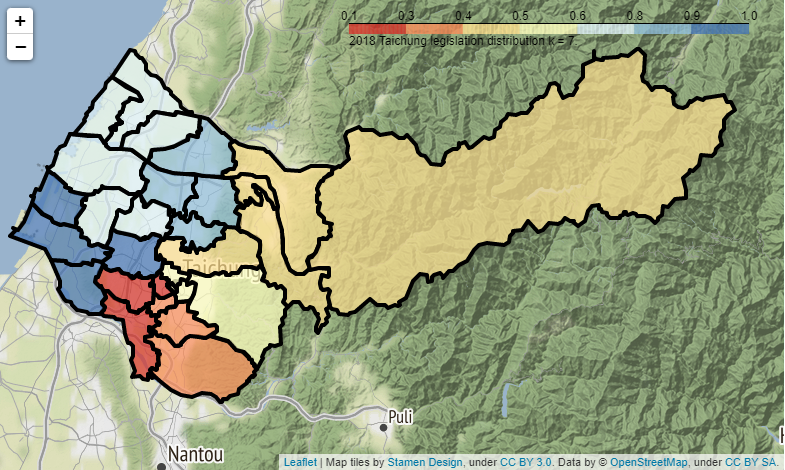 +
−
0.1 0.3 0.4 0.5 0.6 0.8 0.9 1.0
2018 Taichung legislation distribution k = 7.
Taichung
Puli
Nantou
Leaflet | Map tiles by Stamen Design, under CC BY 3.0. Data by © OpenStreetMap, under CC BY SA.